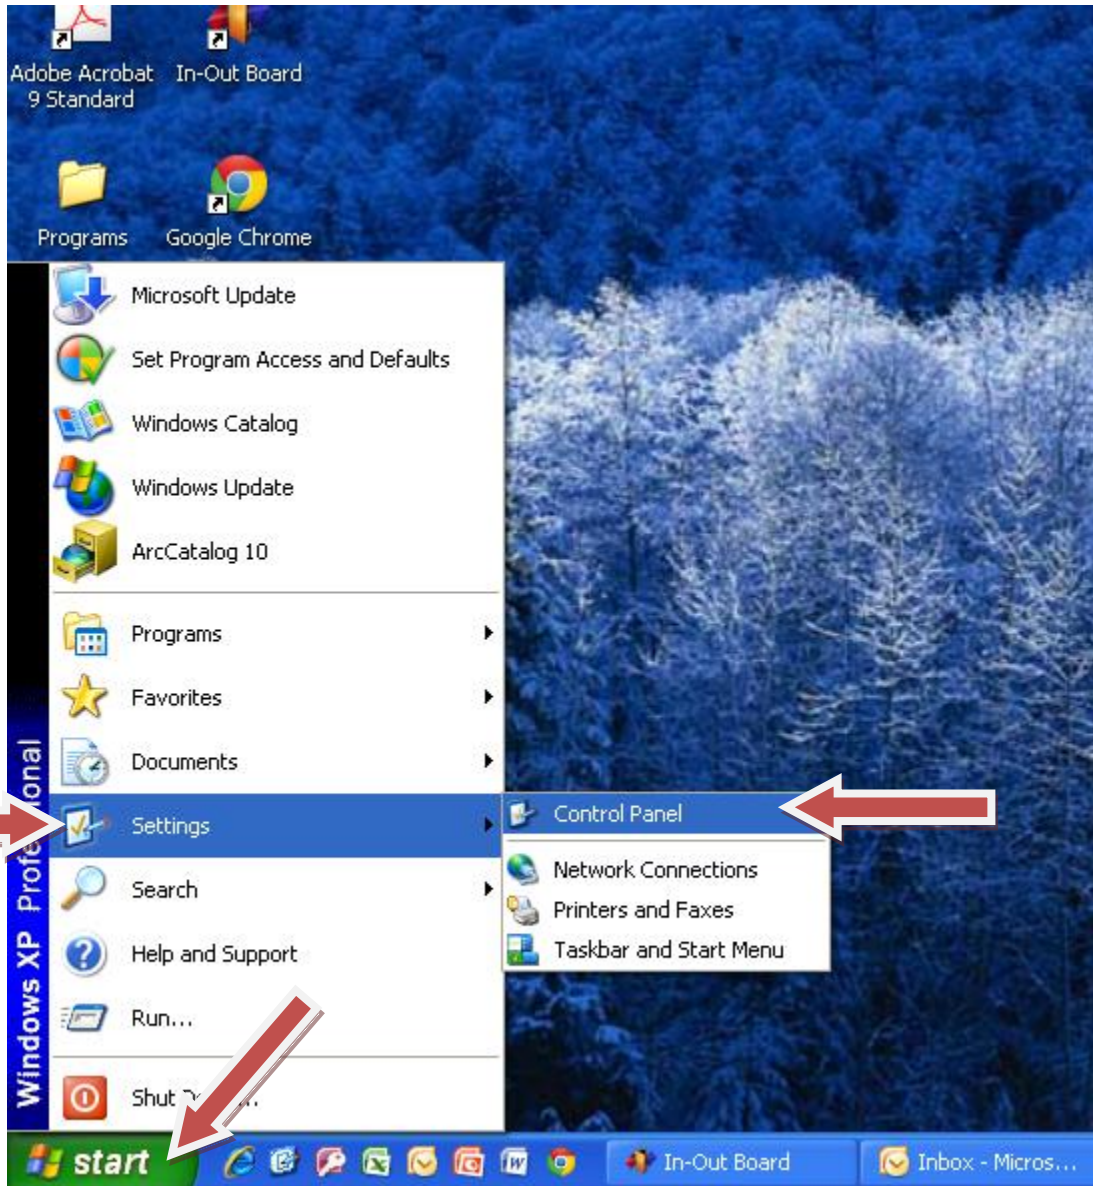 Adobe Acrobat
9 Standard
In-Out Board
Programs
Google Chrome
Microsoft Update
Set Program Access and Defaults
Windows Catalog
Windows Update
ArcCatalog 10
Programs
Favorites
Documents
Settings
Search
Help and Support
Run...
Shut
Windows XP Professional
Control Panel
Network Connections
Printers and Faxes
Taskbar and Start Menu
start
In-Out Board
Inbox - Micros...